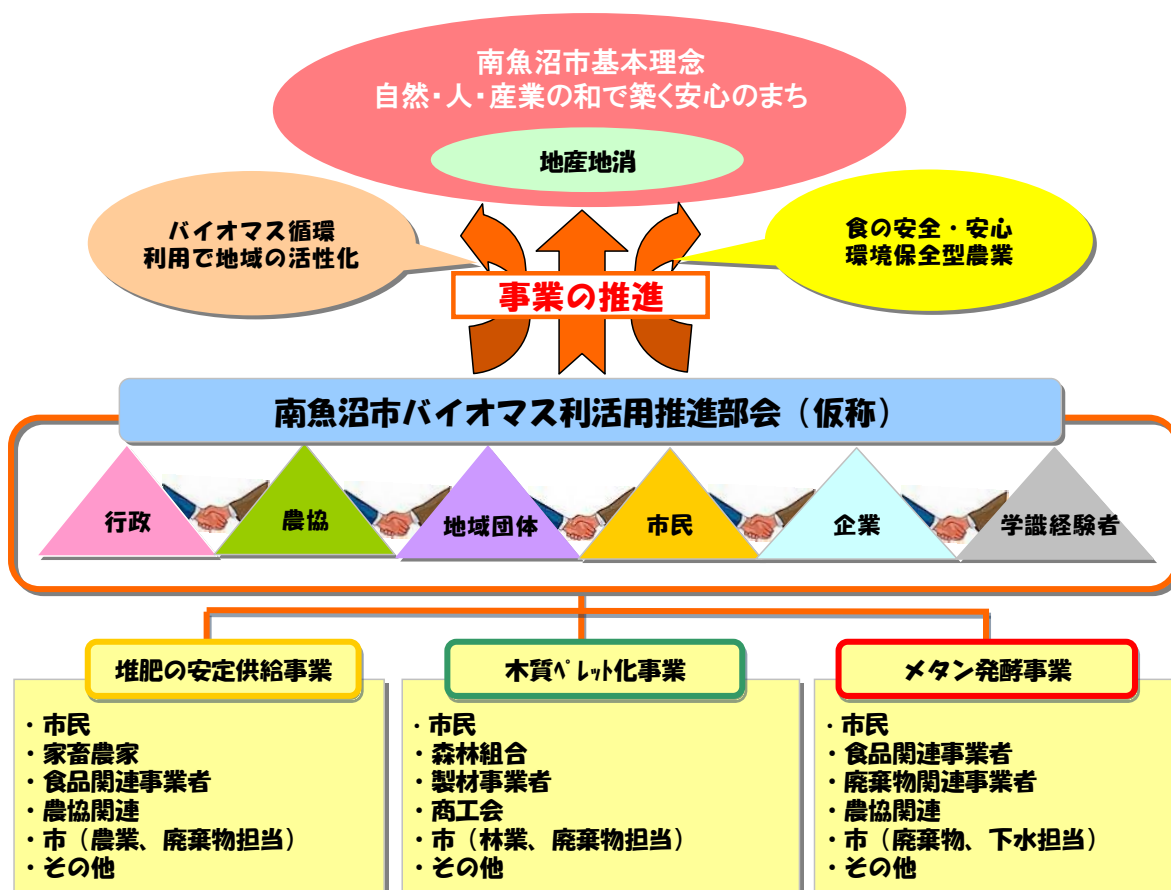 南魚沼市基本理念
自然・人・産業の和で築く安心のまち
地産地消
バイオマス循環
利用で地域の活性化
食の安全・安心
環境保全型農業
事業の推進
南魚沼市バイオマス利活用推進部会（仮称）
行政
農協
地域団体
市民
企業
学識経験者
堆肥の安定供給事業
・市民
・家畜農家
・食品関連事業者
・農協関連
・市（農業、廃棄物担当）
・その他
木質ﾍﾟﾚｯﾄ化事業
・市民
・森林組合
・製材事業者
・商工会
・市（林業、廃棄物担当）
・その他
メタン発酵事業
・市民
・食品関連事業者
・廃棄物関連事業者
・農協関連
・市（廃棄物、下水担当）
・その他